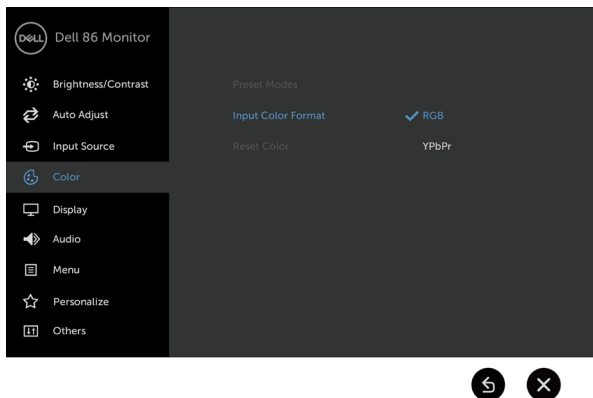 DELL Dell 86 Monitor
Brightness/Contrast
Preset Modes
Auto Adjust
Input Color Format
RGB
Input Source
Reset Color
YPbPr
Color
Display
Audio
Menu
Personalize
Others